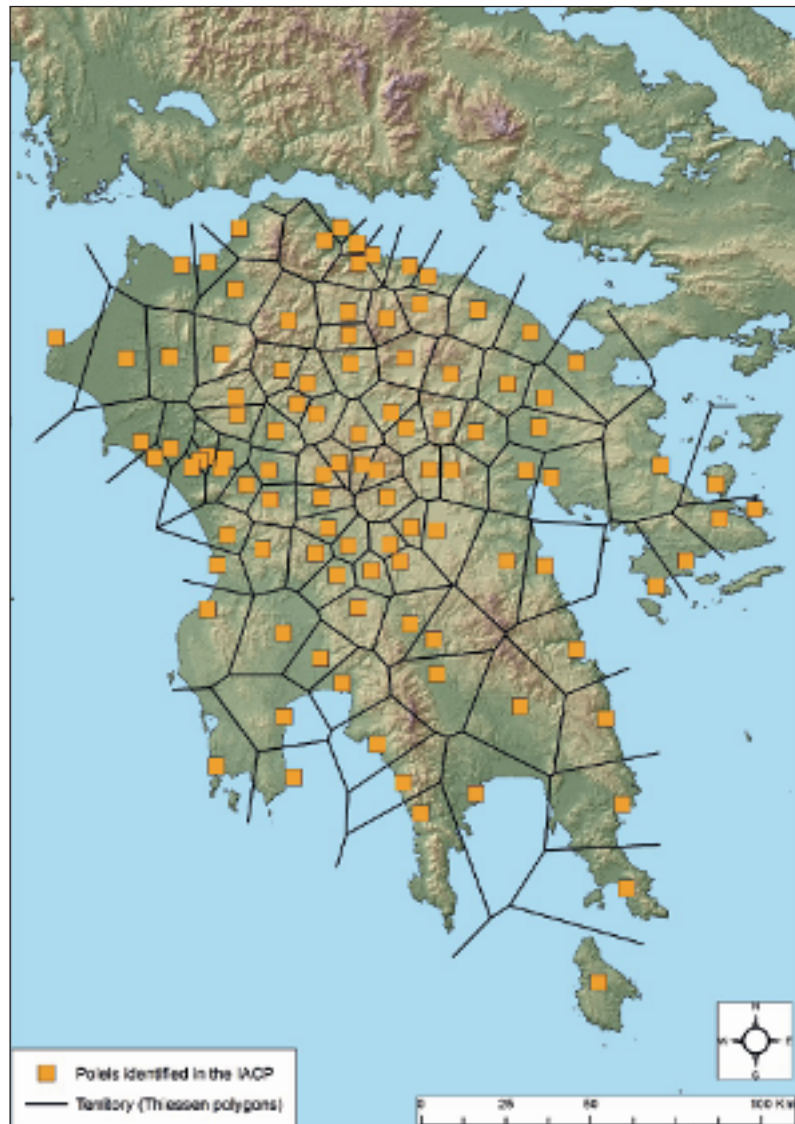 Poleis identified in the IACP
Territory (Thiessen polygons)
N
W E
S
0 25 50 100 Km